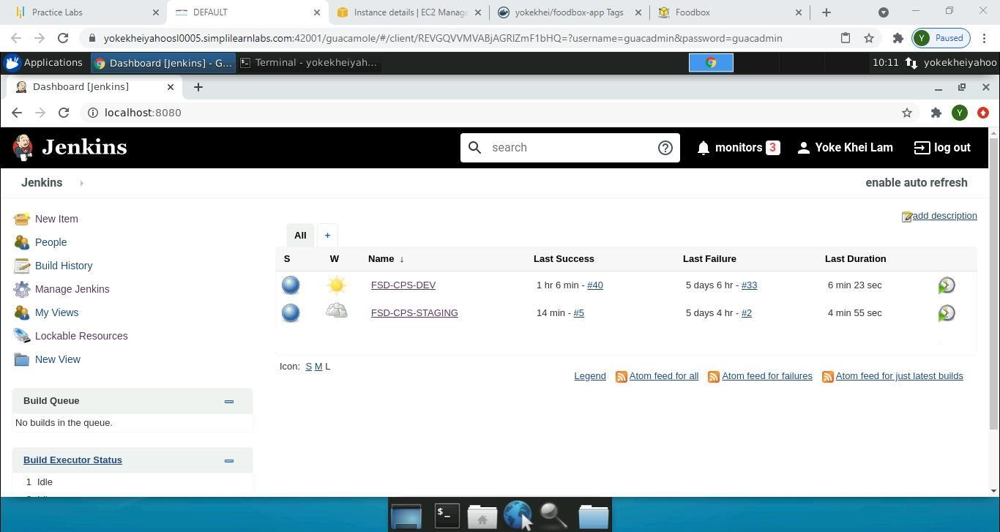 Practice Labs
DEFAULT
Instance details | EC2 Manage
yokekhei/foodbox-app Tags
Foodbox
yokekheiyahoosl0005.simplilearnlabs.com:42001/guacamole/#/client/REVGQVVMVABjAGRlZmF1bHQ=?username=guacadmin&password=guacadmin
Y Paused
Applications
Dashboard [Jenkins] - G...
Terminal - yokekheiyah...
10:11
yokekheiyahoo
Dashboard [Jenkins]
localhost:8080
Y
Jenkins
search
monitors 3
Yoke Khei Lam
log out
Jenkins
enable auto refresh
New Item
People
Build History
Manage Jenkins
My Views
Lockable Resources
New View
Build Queue
No builds in the queue.
Build Executor Status
1 Idle
add description
All +
S W Name ↓ Last Success Last Failure Last Duration
FSD-CPS-DEV 1 hr 6 min - #40 5 days 6 hr - #33 6 min 23 sec
FSD-CPS-STAGING 14 min - #5 5 days 4 hr - #2 4 min 55 sec
Icon: S M L
Legend Atom feed for all Atom feed for failures Atom feed for just latest builds